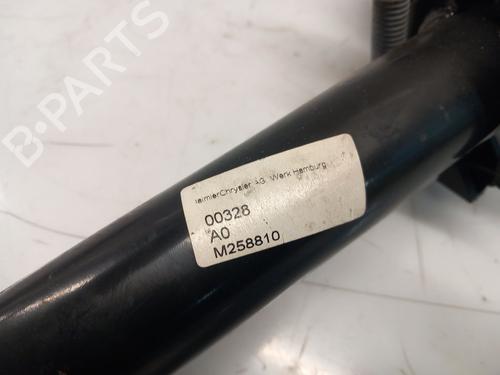 B-PARTS
DaimlerChrysler AG, Werk Hamburg
00328
A0
M258810